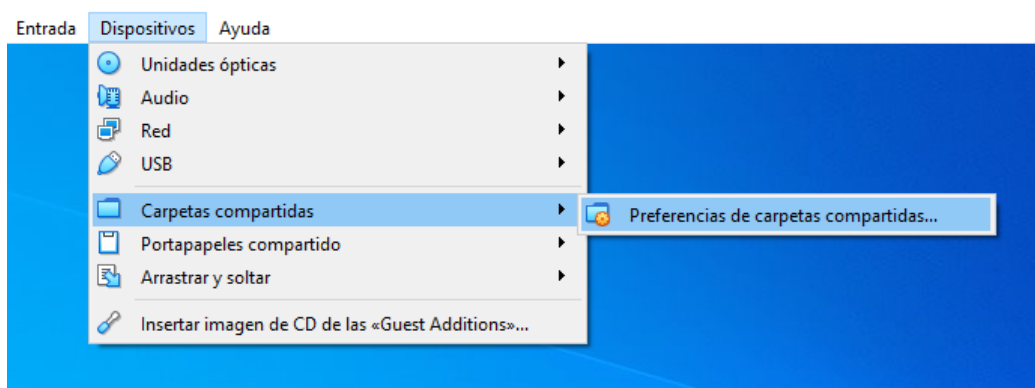 Entrada Dispositivos Ayuda
Unidades ópticas
Audio
Red
USB
Carpetas compartidas
Preferencias de carpetas compartidas...
Portapapeles compartido
Arrastrar y soltar
Insertar imagen de CD de las «Guest Additions»...